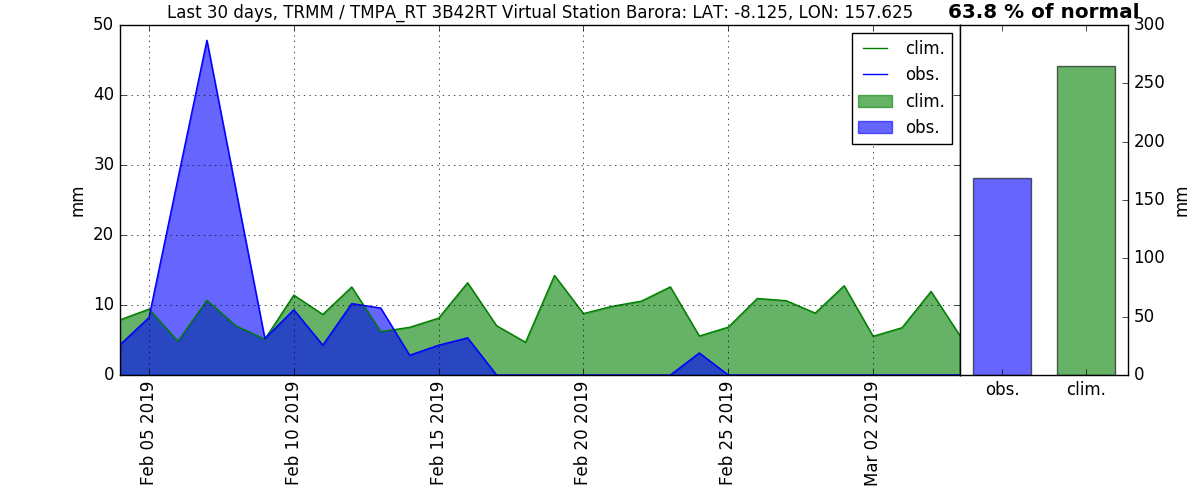 Last 30 days, TRMM / TMPA_RT 3B42RT Virtual Station Barora: LAT: -8.125, LON: 157.625
63.8 % of normal
50
40
30
20
10
0
mm
clim.
obs.
clim.
obs.
Feb 05 2019
Feb 10 2019
Feb 15 2019
Feb 20 2019
Feb 25 2019
Mar 02 2019
300
250
200
150
100
50
0
mm
obs.
clim.